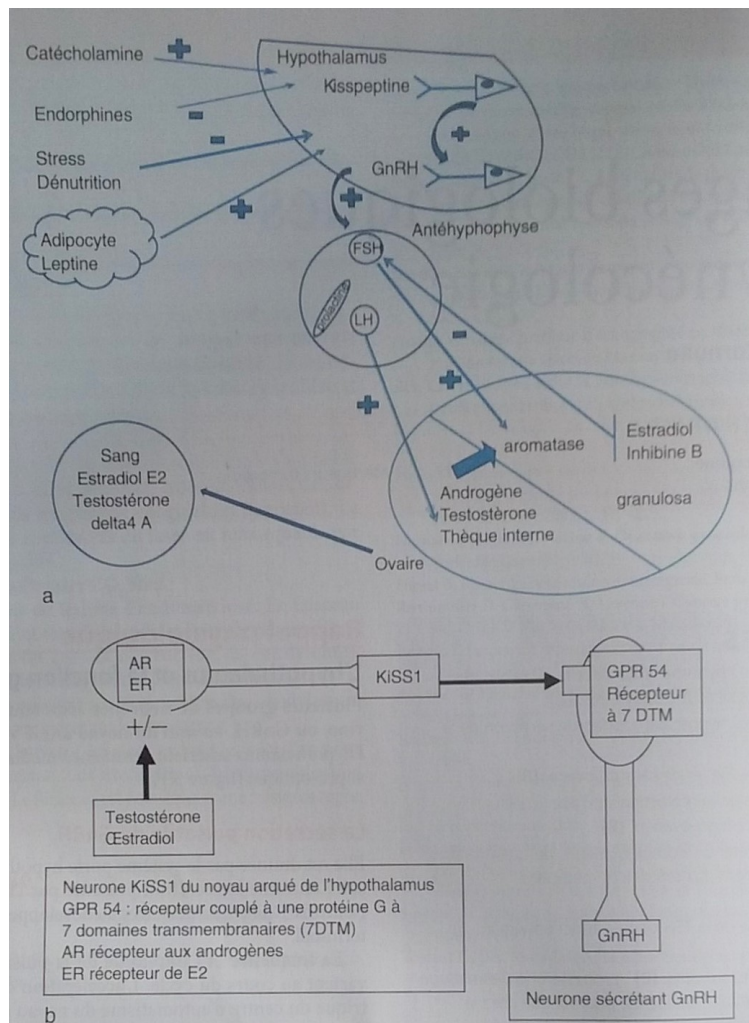 Catécholamine
+
Hypothalamus
Kisspeptine
Endorphines
-
-
+
Stress
Dénutrition
GnRH
+
+
Adipocyte
Leptine
Antéhyphophyse
FSH
prolactine
LH
-
+
+
Estradiol
Inhibine B
aromatase
granulosa
Androgène
Testostèrone
Thèque interne
Sang
Estradiol E2
Testostérone
delta4 A
Ovaire
a
AR
ER
KiSS1
GPR 54
Récepteur
à 7 DTM
+/–
Testostérone
Œstradiol
Neurone KiSS1 du noyau arqué de l'hypothalamus
GPR 54 : récepteur couplé à une protéine G à
7 domaines transmembranaires (7DTM)
AR récepteur aux androgènes
ER récepteur de E2
GnRH
Neurone sécrétant GnRH
b